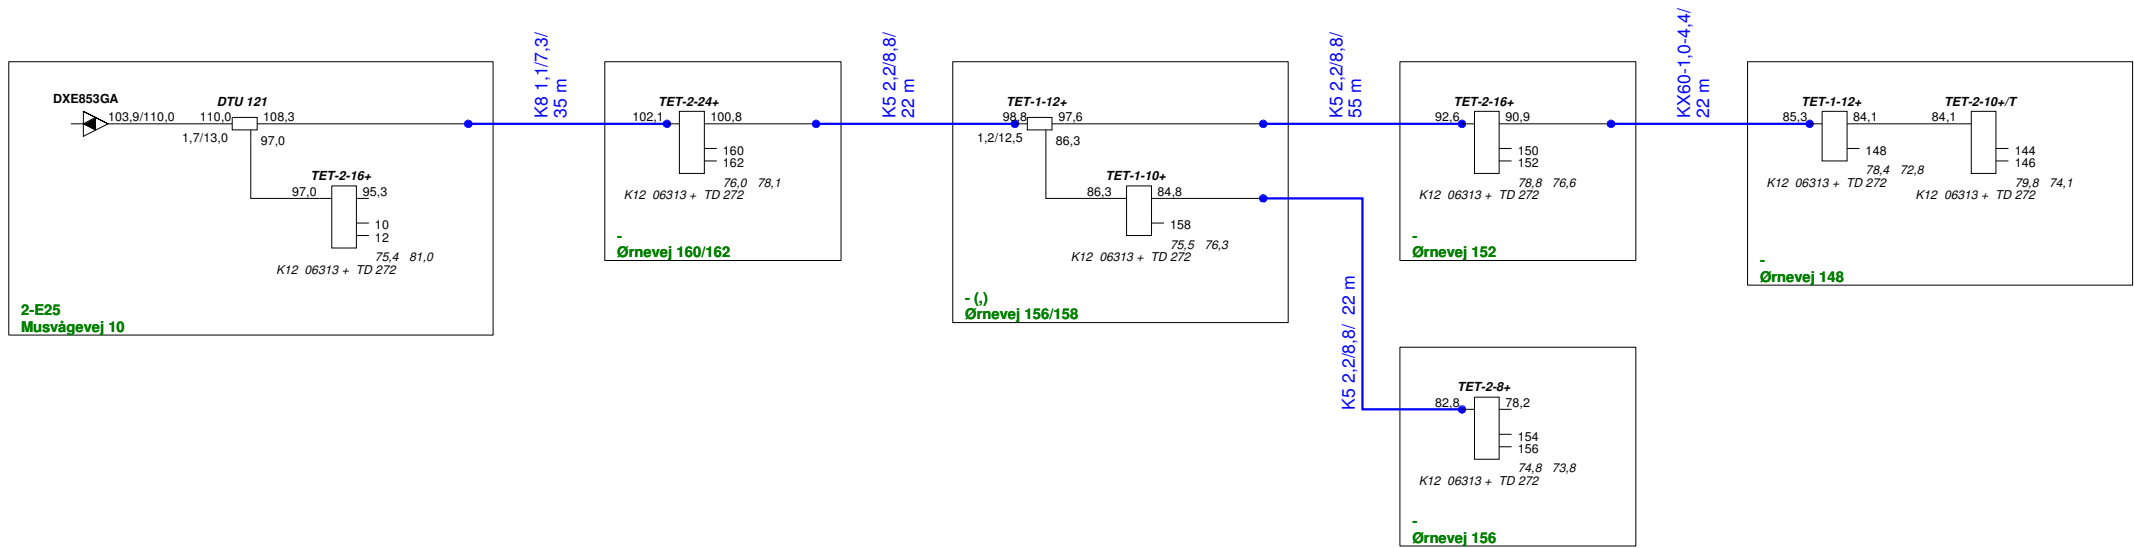 DXE853GA
103,9/110,0
DTU 121
110,0
108,3
1,7/13,0
97,0
TET-2-16+
97,0
95,3
10
12
75,4 81,0
K12 06313 + TD 272
2-E25
Musvågevej 10
K8 1,1/7,3/
35 m
TET-2-24+
102,1
100,8
160
162
76,0 78,1
K12 06313 + TD 272
-
Ørnevej 160/162
K5 2,2/8,8/
22 m
TET-1-12+
98,8
97,6
1,2/12,5
86,3
TET-1-10+
86,3
84,8
158
75,5 76,3
K12 06313 + TD 272
- (,)
Ørnevej 156/158
K5 2,2/8,8/
55 m
TET-2-16+
92,6
90,9
150
152
78,8 76,6
K12 06313 + TD 272
-
Ørnevej 152
KX60-1,0-4,4/
22 m
TET-1-12+
85,3
84,1
148
78,4 72,8
K12 06313 + TD 272
TET-2-10+/T
84,1
144
146
79,8 74,1
K12 06313 + TD 272
-
Ørnevej 148
K5 2,2/8,8/ 22 m
TET-2-8+
82,8
78,2
154
156
74,8 73,8
K12 06313 + TD 272
-
Ørnevej 156